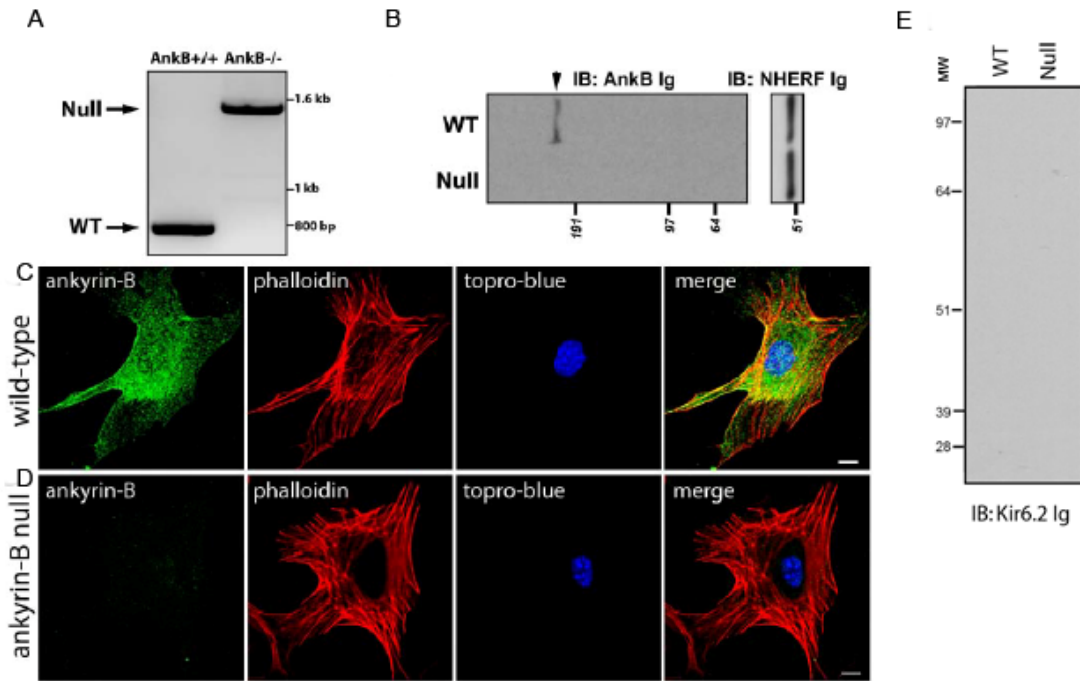 A
AnkB+/+ AnkB-/-
Null
WT
1.6 kb
1 kb
800 bp
B
IB: AnkB Ig
IB: NHERF Ig
WT
Null
191
97
64
51
C
wild-type
ankyrin-B
phalloidin
topro-blue
merge
D
ankyrin-B null
ankyrin-B
phalloidin
topro-blue
merge
E
MW
WT
Null
97
64
51
39
28
IB: Kir6.2 Ig